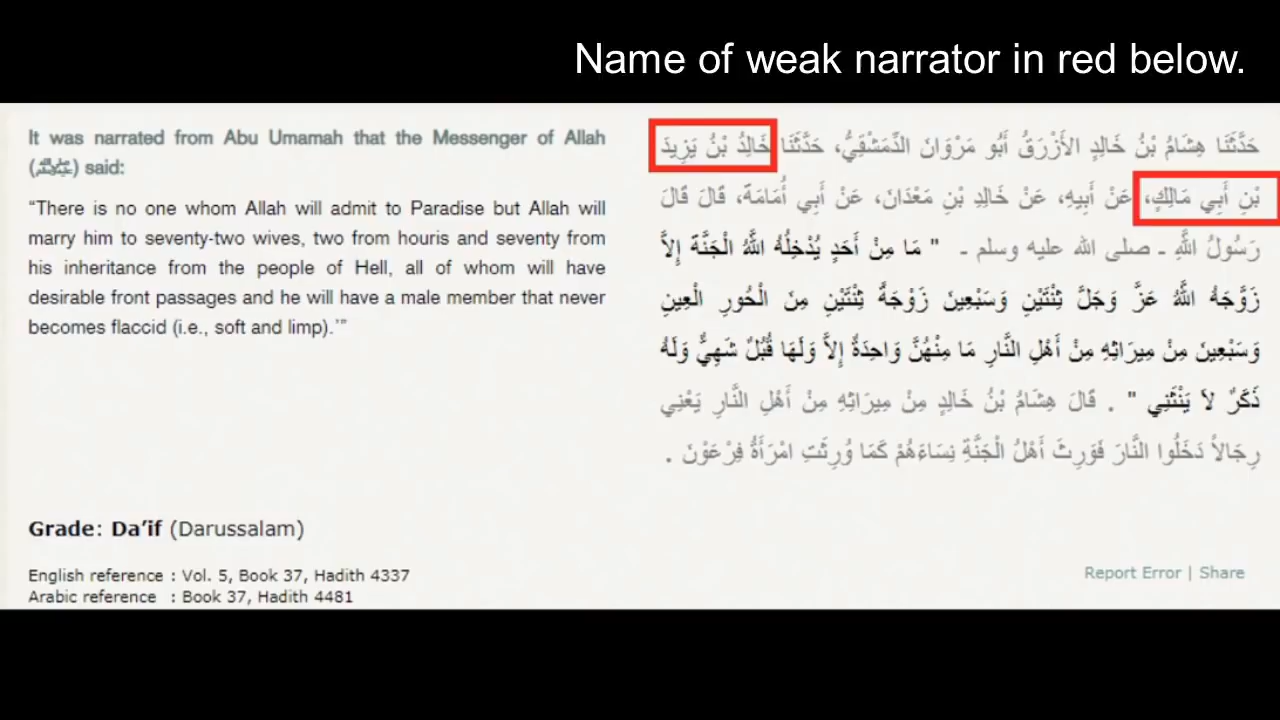 Name of weak narrator in red below.
It was narrated from Abu Umamah that the Messenger of Allah
(ﷺ) said:
“There is no one whom Allah will admit to Paradise but Allah will
marry him to seventy-two wives, two from houris and seventy from
his inheritance from the people of Hell, all of whom will have
desirable front passages and he will have a male member that never
becomes flaccid (i.e., soft and limp).’”
حَدَّثَنَا هِشَامُ بْنُ خَالِدٍ الأَزْرَقُ أَبُو مَرْوَانَ الدِّمَشْقِيُّ، حَدَّثَنَا خَالِدُ بْنُ يَزِيدَ
بْنِ أَبِي مَالِكٍ، عَنْ أَبِيهِ، عَنْ خَالِدِ بْنِ مَعْدَانَ، عَنْ أَبِي أُمَامَةَ، قَالَ قَالَ
رَسُولُ اللَّهِ ـ صلى الله عليه وسلم ـ " مَا مِنْ أَحَدٍ يُدْخِلُهُ اللَّهُ الْجَنَّةَ إِلاَّ
زَوَّجَهُ اللَّهُ عَزَّ وَجَلَّ ثِنْتَيْنِ وَسَبْعِينَ زَوْجَةً ثِنْتَيْنِ مِنَ الْحُورِ الْعِينِ
وَسَبْعِينَ مِنْ مِيرَاثِهِ مِنْ أَهْلِ النَّارِ مَا مِنْهُنَّ وَاحِدَةٌ إِلاَّ وَلَهَا قُبُلٌ شَهِيٌّ وَلَهُ
ذَكَرٌ لاَ يَنْثَنِي " . قَالَ هِشَامُ بْنُ خَالِدٍ مِنْ مِيرَاثِهِ مِنْ أَهْلِ النَّارِ يَعْنِي
رِجَالاً دَخَلُوا النَّارَ فَوَرِثَ أَهْلُ الْجَنَّةِ نِسَاءَهُمْ كَمَا وُرِثَتِ امْرَأَةُ فِرْعَوْنَ .
Grade: Da’if (Darussalam)
English reference : Vol. 5, Book 37, Hadith 4337
Arabic reference : Book 37, Hadith 4481
Report Error | Share